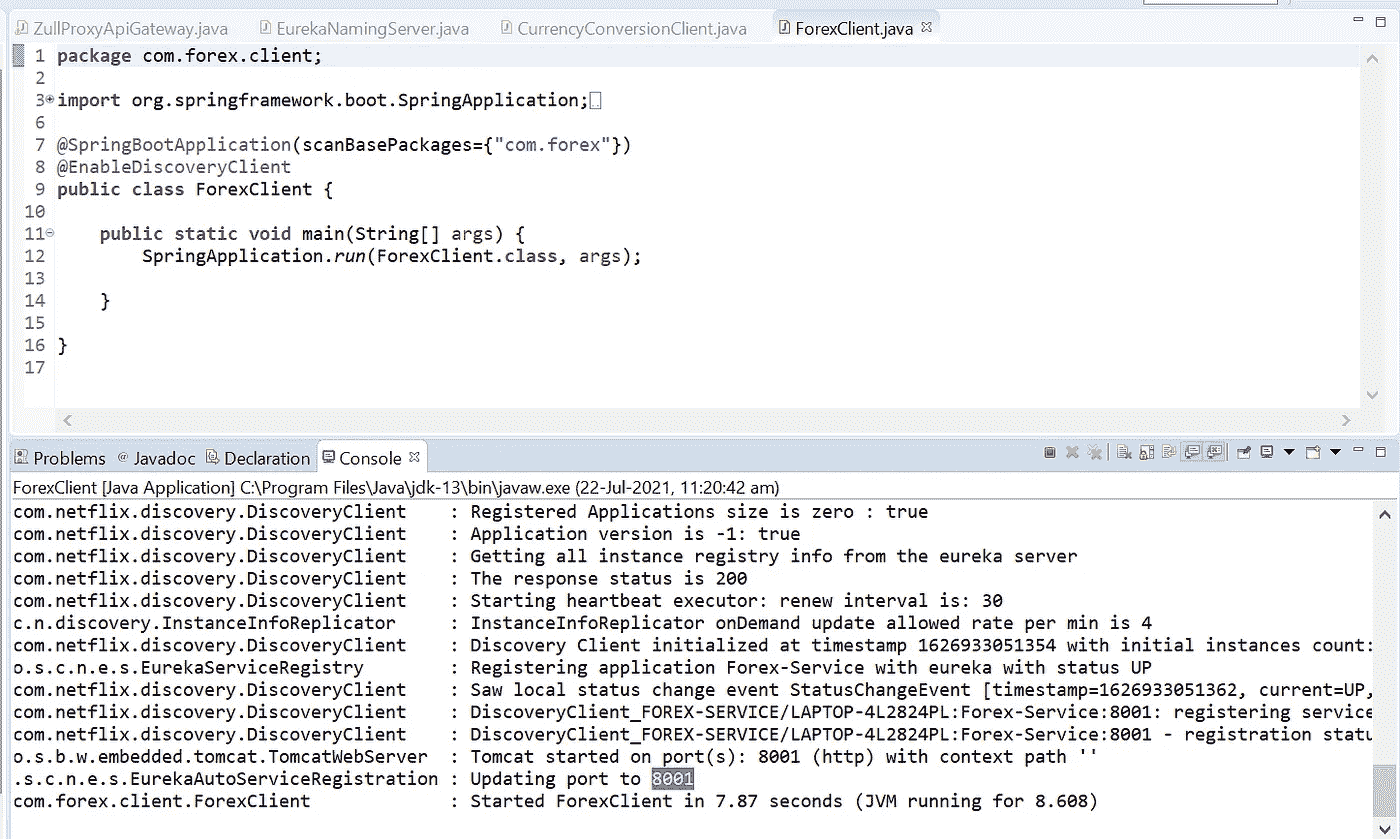 ZullProxyApiGateway.java EurekaNamingServer.java CurrencyConversionClient.java ForexClient.java
1 package com.forex.client;
2
3 import org.springframework.boot.SpringApplication;
6
7 @SpringBootApplication(scanBasePackages={"com.forex"})
8 @EnableDiscoveryClient
9 public class ForexClient {
10
11 public static void main(String[] args) {
12 SpringApplication.run(ForexClient.class, args);
13
14 }
15
16 }
17
Problems @ Javadoc Declaration Console
ForexClient [Java Application] C:\Program Files\Java\jdk-13\bin\javaw.exe (22-Jul-2021, 11:20:42 am)
com.netflix.discovery.DiscoveryClient : Registered Applications size is zero : true
com.netflix.discovery.DiscoveryClient : Application version is -1: true
com.netflix.discovery.DiscoveryClient : Getting all instance registry info from the eureka server
com.netflix.discovery.DiscoveryClient : The response status is 200
com.netflix.discovery.DiscoveryClient : Starting heartbeat executor: renew interval is: 30
c.n.discovery.InstanceInfoReplicator : InstanceInfoReplicator onDemand update allowed rate per min is 4
com.netflix.discovery.DiscoveryClient : Discovery Client initialized at timestamp 1626933051354 with initial instances count:
o.s.c.n.e.s.EurekaServiceRegistry : Registering application Forex-Service with eureka with status UP
com.netflix.discovery.DiscoveryClient : Saw local status change event StatusChangeEvent [timestamp=1626933051362, current=UP,
com.netflix.discovery.DiscoveryClient : DiscoveryClient_FOREX-SERVICE/LAPTOP-4L2824PL:Forex-Service:8001: registering service
com.netflix.discovery.DiscoveryClient : DiscoveryClient_FOREX-SERVICE/LAPTOP-4L2824PL:Forex-Service:8001 - registration statu
o.s.b.w.embedded.tomcat.TomcatWebServer : Tomcat started on port(s): 8001 (http) with context path ''
.s.c.n.e.s.EurekaAutoServiceRegistration : Updating port to 8001
com.forex.client.ForexClient : Started ForexClient in 7.87 seconds (JVM running for 8.608)